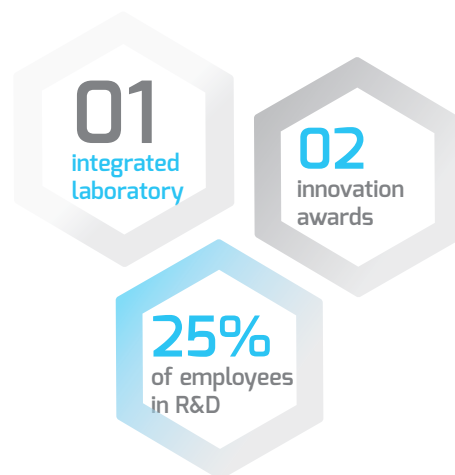 01
integrated
laboratory
02
innovation
awards
25%
of employees
in R&D